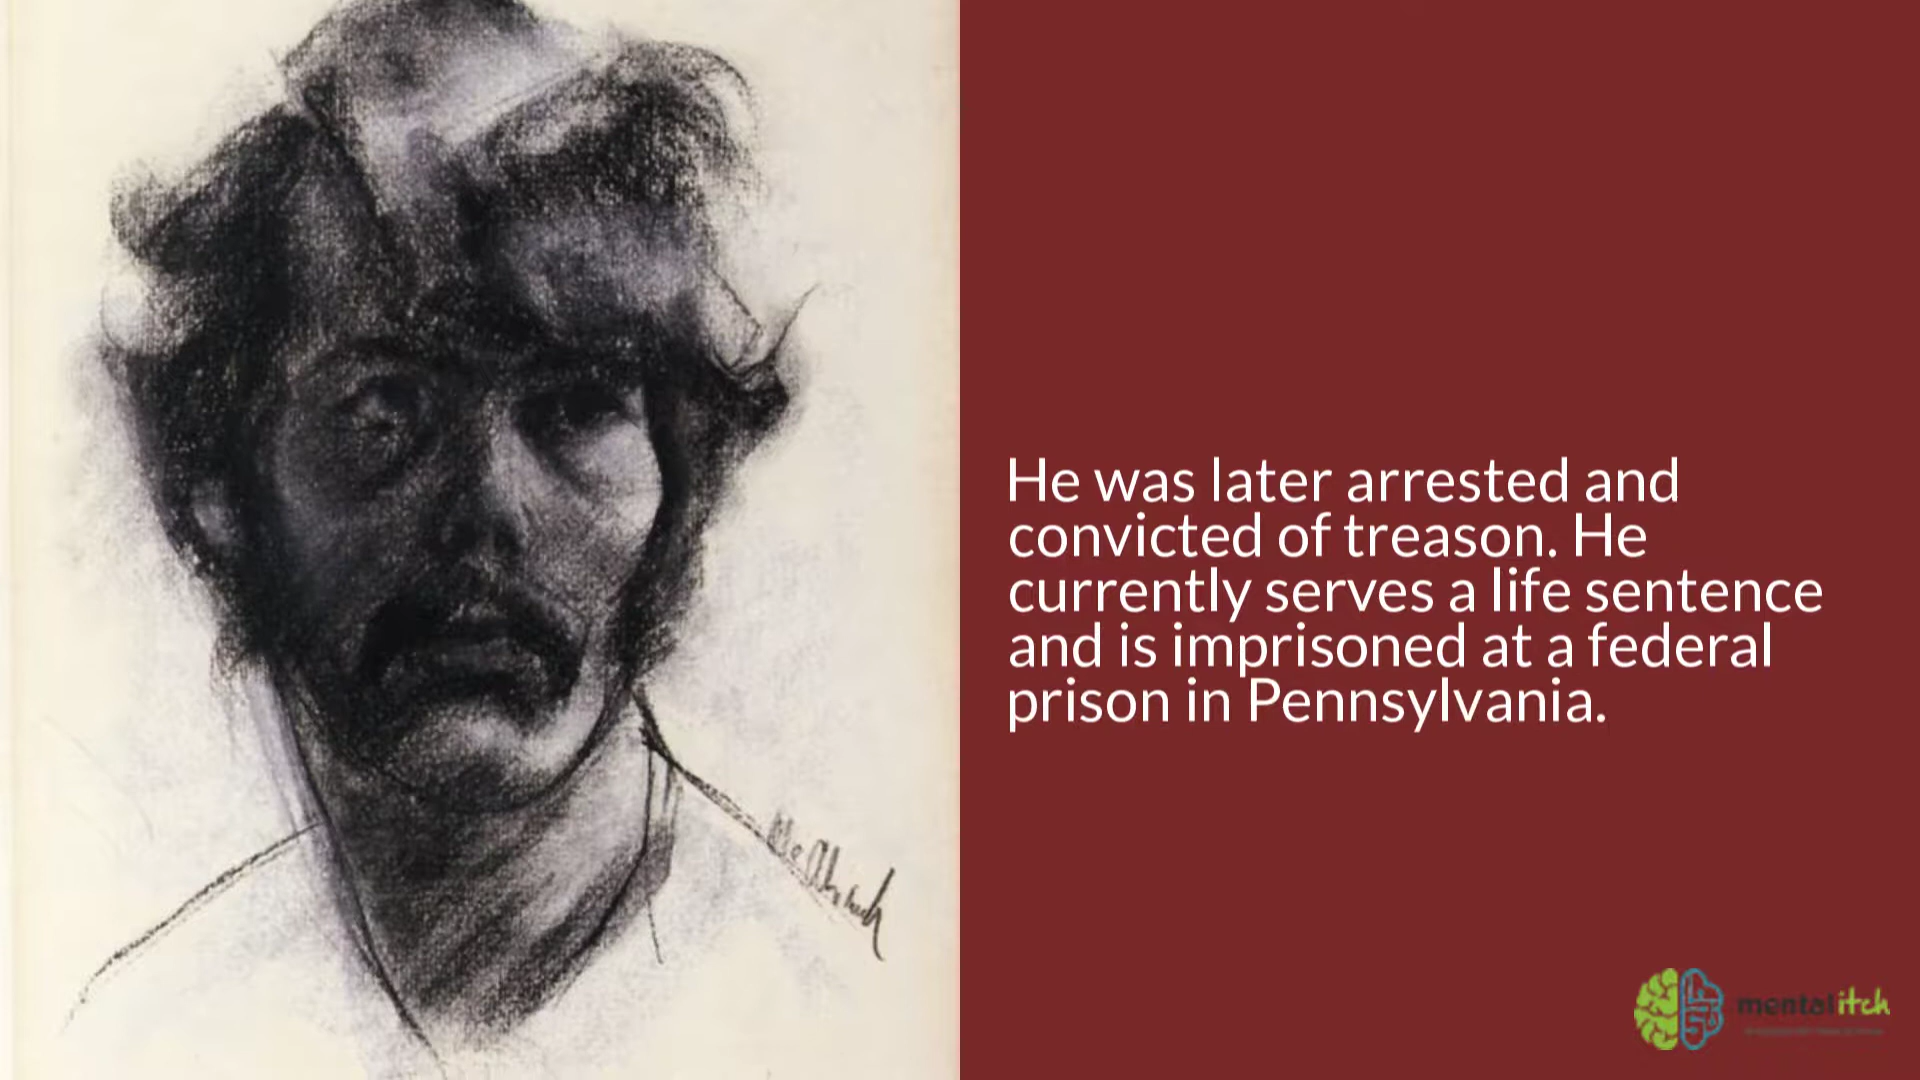 He was later arrested and
convicted of treason. He
currently serves a life sentence
and is imprisoned at a federal
prison in Pennsylvania.
mentalitch